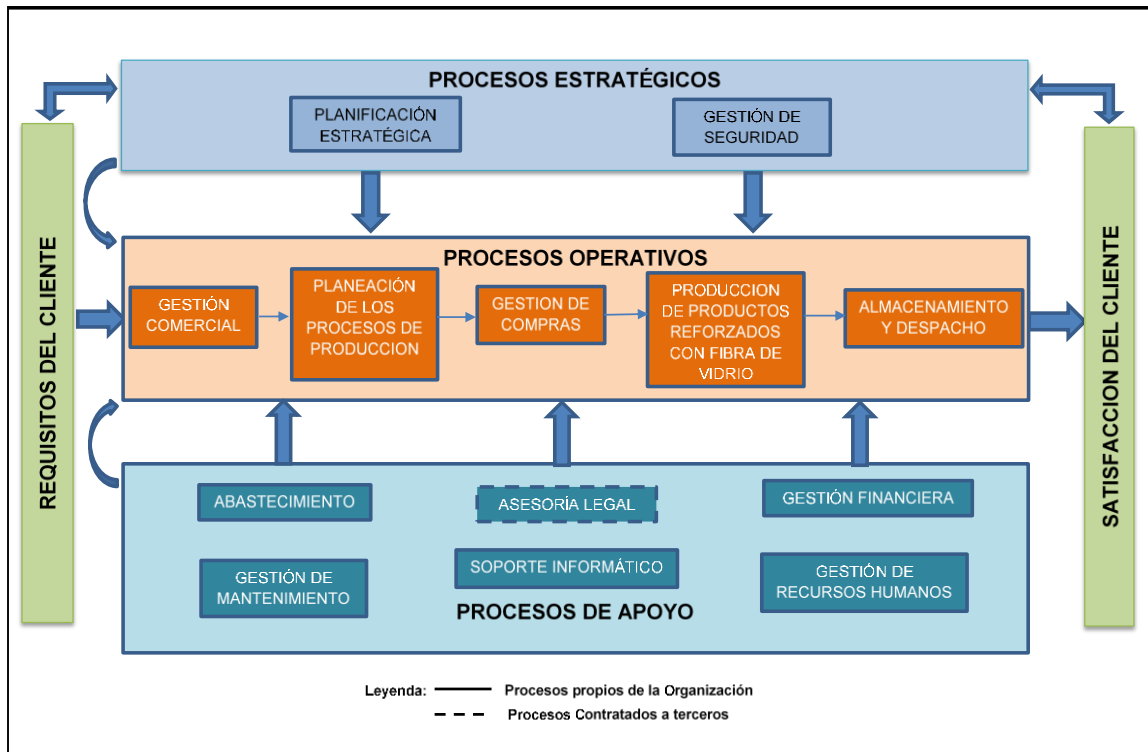 PROCESOS ESTRATÉGICOS
PLANIFICACIÓN
ESTRATÉGICA
GESTIÓN DE
SEGURIDAD
REQUISITOS DEL CLIENTE
PROCESOS OPERATIVOS
GESTIÓN
COMERCIAL
PLANEACIÓN
DE LOS
PROCESOS DE
PRODUCCION
GESTION DE
COMPRAS
PRODUCCION
DE PRODUCTOS
REFORZADOS
CON FIBRA DE
VIDRIO
ALMACENAMIENTO
Y DESPACHO
SATISFACCION DEL CLIENTE
ABASTECIMIENTO
ASESORÍA LEGAL
GESTIÓN FINANCIERA
GESTIÓN DE
MANTENIMIENTO
SOPORTE INFORMÁTICO
GESTIÓN DE
RECURSOS HUMANOS
PROCESOS DE APOYO
Leyenda: Procesos propios de la Organización
Procesos Contratados a terceros